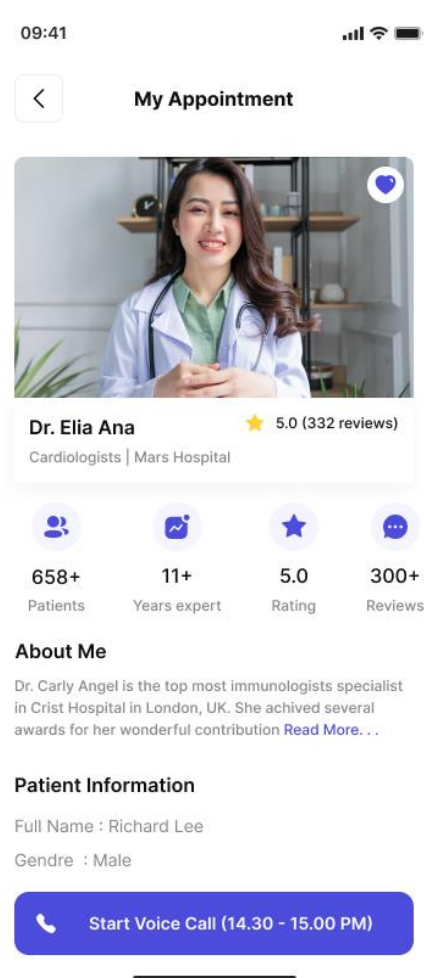 09:41
My Appointment
Dr. Elia Ana
5.0 (332 reviews)
Cardiologists | Mars Hospital
658+
11+
5.0
300+
Patients
Years expert
Rating
Reviews
About Me
Dr. Carly Angel is the top most immunologists specialist
in Crist Hospital in London, UK. She achived several
awards for her wonderful contribution Read More. . .
Patient Information
Full Name : Richard Lee
Gendre : Male
Start Voice Call (14.30 - 15.00 PM)